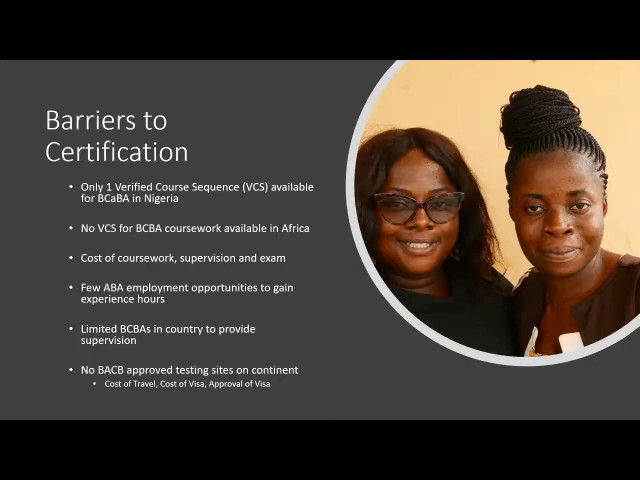 Barriers to
Certification
• Only 1 Verified Course Sequence (VCS) available
for BCaBA in Nigeria
• No VCS for BCBA coursework available in Africa
• Cost of coursework, supervision and exam
• Few ABA employment opportunities to gain
experience hours
• Limited BCBAs in country to provide
supervision
• No BACB approved testing sites on continent
• Cost of Travel, Cost of Visa, Approval of Visa